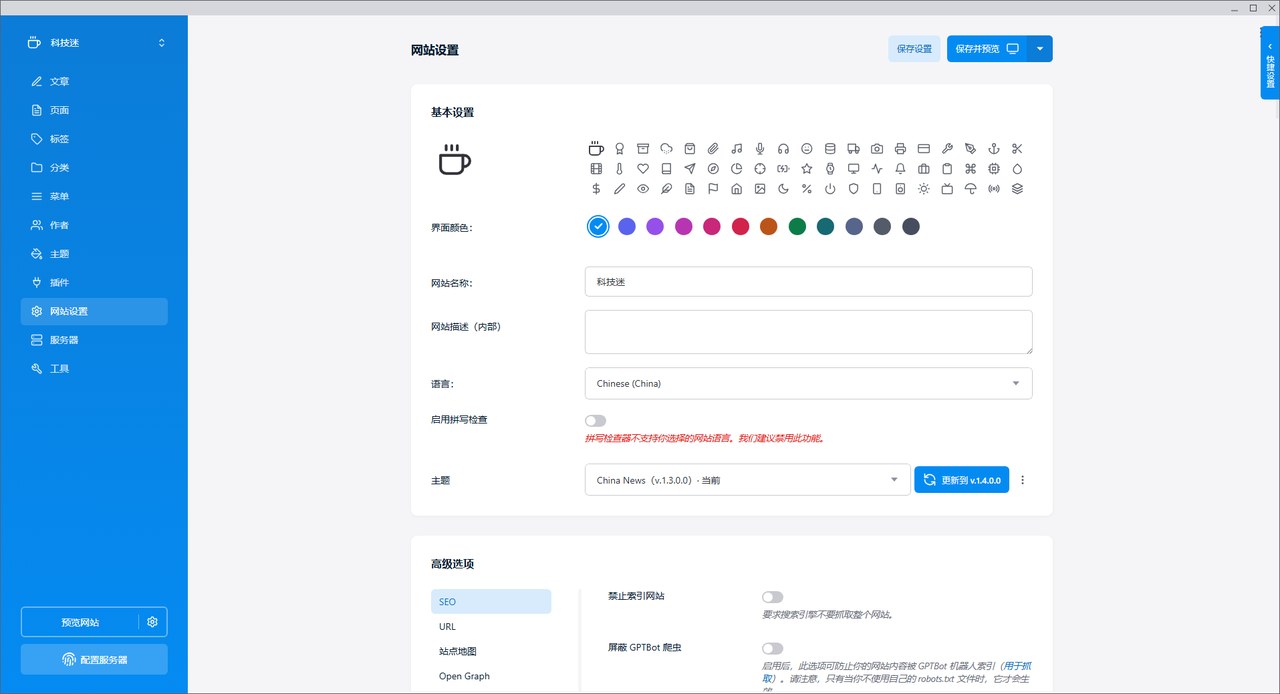 科技迷
文章
页面
标签
分类
菜单
作者
主题
插件
网站设置
服务器
工具
预览网站
配置服务器
网站设置
保存设置
保存并预览
快捷设置
基本设置
界面颜色：
网站名称：
科技迷
网站描述（内部）
语言：
Chinese (China)
启用拼写检查
拼写检查器不支持你选择的网站语言。我们建议禁用此功能。
主题
China News（v.1.3.0.0）- 当前
更新到 v.1.4.0.0
高级选项
SEO
URL
站点地图
Open Graph
禁止索引网站
要求搜索引擎不要抓取整个网站。
屏蔽 GPTBot 爬虫
启用后，此选项可防止你的网站内容被 GPTBot 机器人索引（用于抓
取）。请注意，只有当你不使用自己的 robots.txt 文件时，它才会生